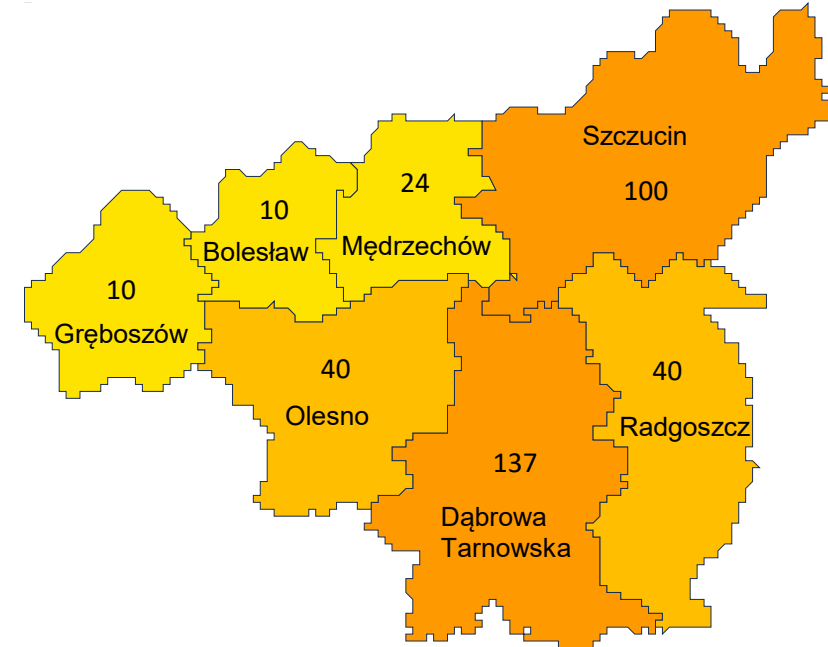 Szczucin
100
24
Mędrzechów
10
Bolesław
10
Gręboszów
40
Olesno
40
Radgoszcz
137
Dąbrowa
Tarnowska